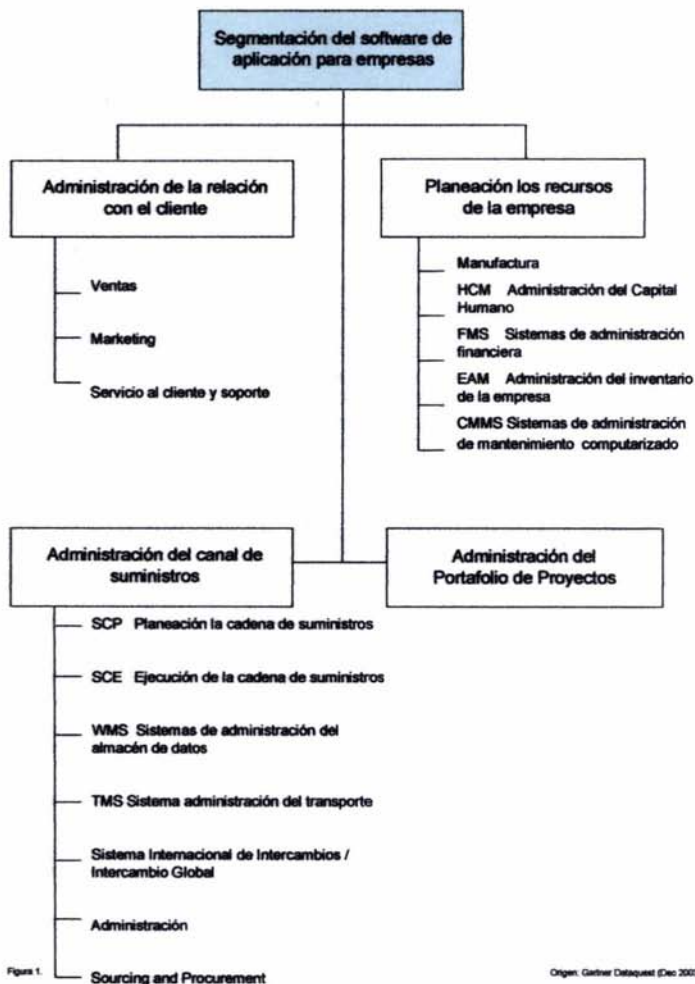 Segmentación del software de
aplicación para empresas
Administración de la relación
con el cliente
Ventas
Marketing
Servicio al cliente y soporte
Planeación los recursos
de la empresa
Manufactura
HCM Administración del Capital
Humano
FMS Sistemas de administración
financiera
EAM Administración del inventario
de la empresa
CMMS Sistemas de administración
de mantenimiento computarizado
Administración del canal de
suministros
SCP Planeación la cadena de suministros
SCE Ejecución de la cadena de suministros
WMS Sistemas de administración del
almacén de datos
TMS Sistema administración del transporte
Sistema Internacional de Intercambios /
Intercambio Global
Administración
Sourcing and Procurement
Administración del
Portafolio de Proyectos
Figura 1.
Origen: Gartner Dataquest (Dec